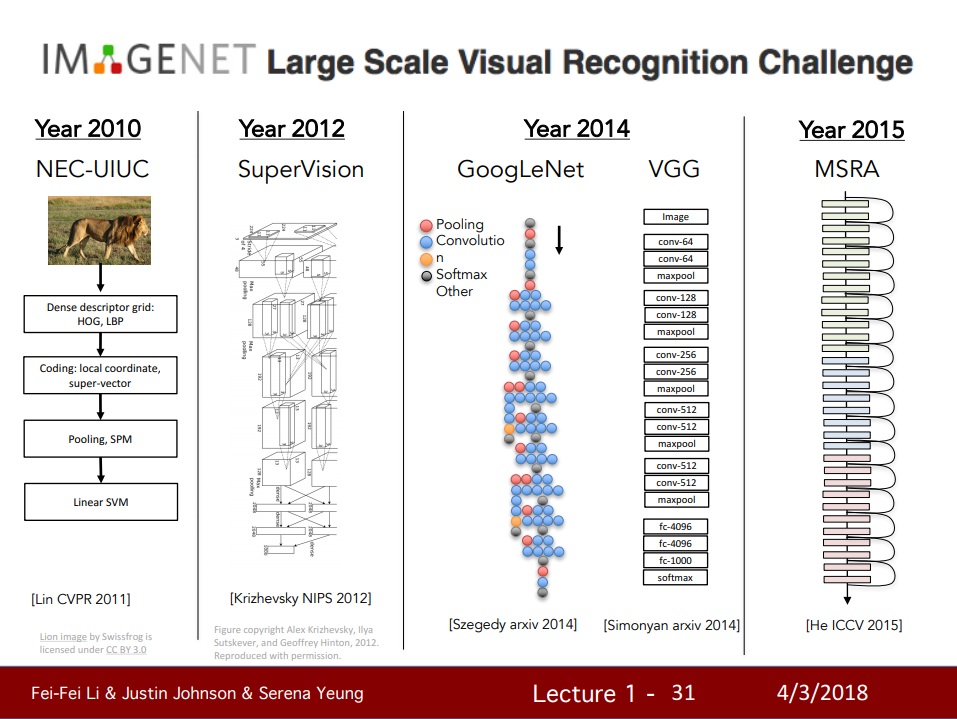 IMAGENET Large Scale Visual Recognition Challenge
Year 2010
NEC-UIUC
Dense descriptor grid:
HOG, LBP
Coding: local coordinate,
super-vector
Pooling, SPM
Linear SVM
[Lin CVPR 2011]
Lion image by Swissfrog is
licensed under CC BY 3.0
Year 2012
SuperVision
[Krizhevsky NIPS 2012]
Figure copyright Alex Krizhevsky, Ilya
Sutskever, and Geoffrey Hinton, 2012.
Reproduced with permission.
Year 2014
GoogLeNet
Pooling
Convolutio
n
Softmax
Other
[Szegedy arxiv 2014]
VGG
Image
conv-64
conv-64
maxpool
conv-128
conv-128
maxpool
conv-256
conv-256
maxpool
conv-512
conv-512
maxpool
conv-512
conv-512
maxpool
fc-4096
fc-4096
fc-1000
softmax
[Simonyan arxiv 2014]
Year 2015
MSRA
[He ICCV 2015]
Fei-Fei Li & Justin Johnson & Serena Yeung
Lecture 1 - 31
4/3/2018